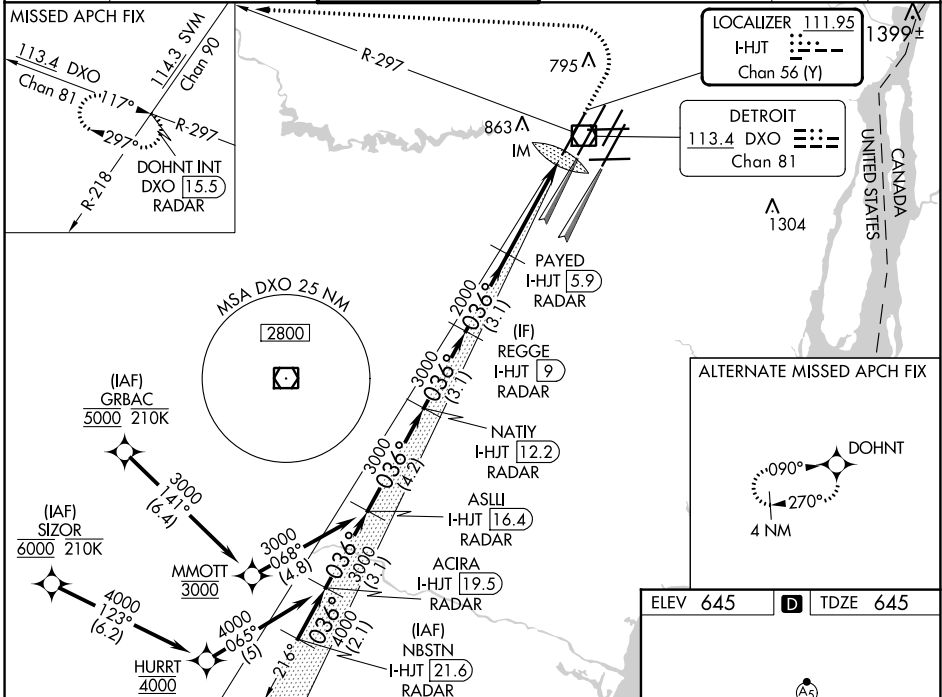 MISSED APCH FIX
113.4 DXO
Chan 81
114.3 SVM
Chan 90
117°
297°
R-297
R-218
DOHNT INT
DXO 15.5
RADAR
R-297
795
863
IM
LOCALIZER 111.95
I-HJT
Chan 56 (Y)
1399±
DETROIT
113.4 DXO
Chan 81
CANADA
UNITED STATES
1304
PAYED
I-HJT 5.9
RADAR
2000
036°
(3.1)
(IF)
REGGE
I-HJT 9
RADAR
3000
036°
(3.1)
NATIY
I-HJT 12.2
RADAR
3000
036°
(4.2)
ASLLI
I-HJT 16.4
RADAR
036°
3000
(3.1)
ACIRA
I-HJT 19.5
RADAR
036°
4000
(2.1)
(IAF)
NBSTN
I-HJT 21.6
RADAR
216°
MSA DXO 25 NM
2800
(IAF)
GRBAC
5000 210K
3000
141°
(6.4)
MMOTT
3000
3000
068°
(4.8)
(IAF)
SIZOR
6000 210K
4000
123°
(6.2)
HURRT
4000
4000
065°
(5)
ALTERNATE MISSED APCH FIX
DOHNT
090°
270°
4 NM
ELEV 645
D
TDZE 645
A5